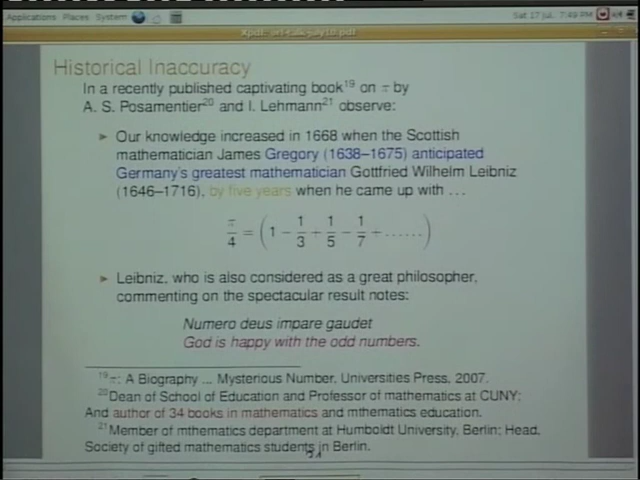 Applications Places System
Sat 17 Jul, 7:49 PM
Historical Inaccuracy
In a recently published captivating book19 on π by
A. S. Posamentier20 and I. Lehmann21 observe:
► Our knowledge increased in 1668 when the Scottish
mathematician James Gregory (1638–1675) anticipated
Germany's greatest mathematician Gottfried Wilhelm Leibniz
(1646–1716), by five years when he came up with ...
π/4 = (1 − 1/3 + 1/5 − 1/7 + ......)
► Leibniz, who is also considered as a great philosopher,
commenting on the spectacular result notes:
Numero deus impare gaudet
God is happy with the odd numbers.
19π: A Biography ... Mysterious Number, Universities Press, 2007.
20Dean of School of Education and Professor of mathematics at CUNY;
And author of 34 books in mathematics and mthematics education.
21Member of mthematics department at Humboldt University, Berlin; Head,
Society of gifted mathematics students in Berlin.